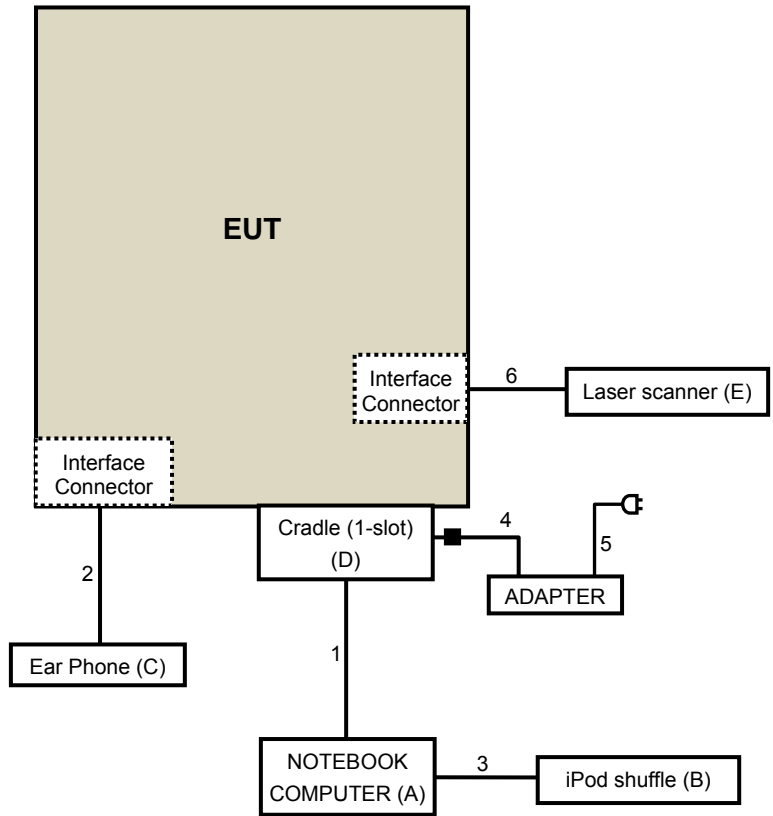 EUT
Interface
Connector
6
Laser scanner (E)
Interface
Connector
Cradle (1-slot)
(D)
4
5
ADAPTER
2
Ear Phone (C)
1
NOTEBOOK
COMPUTER (A)
3
iPod shuffle (B)